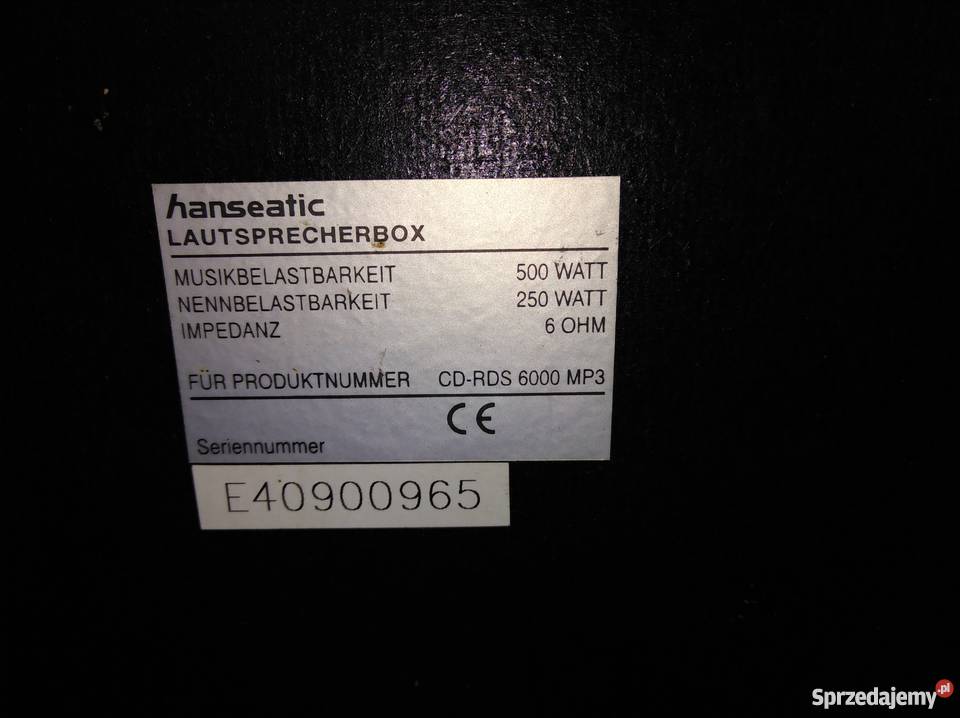 hanseatic
LAUTSPRECHERBOX
MUSIKBELASTBARKEIT 500 WATT
NENNBELASTBARKEIT 250 WATT
IMPEDANZ 6 OHM
FÜR PRODUKTNUMMER CD-RDS 6000 MP3
CE
Seriennummer
E40900965
Sprzedajemy.pl